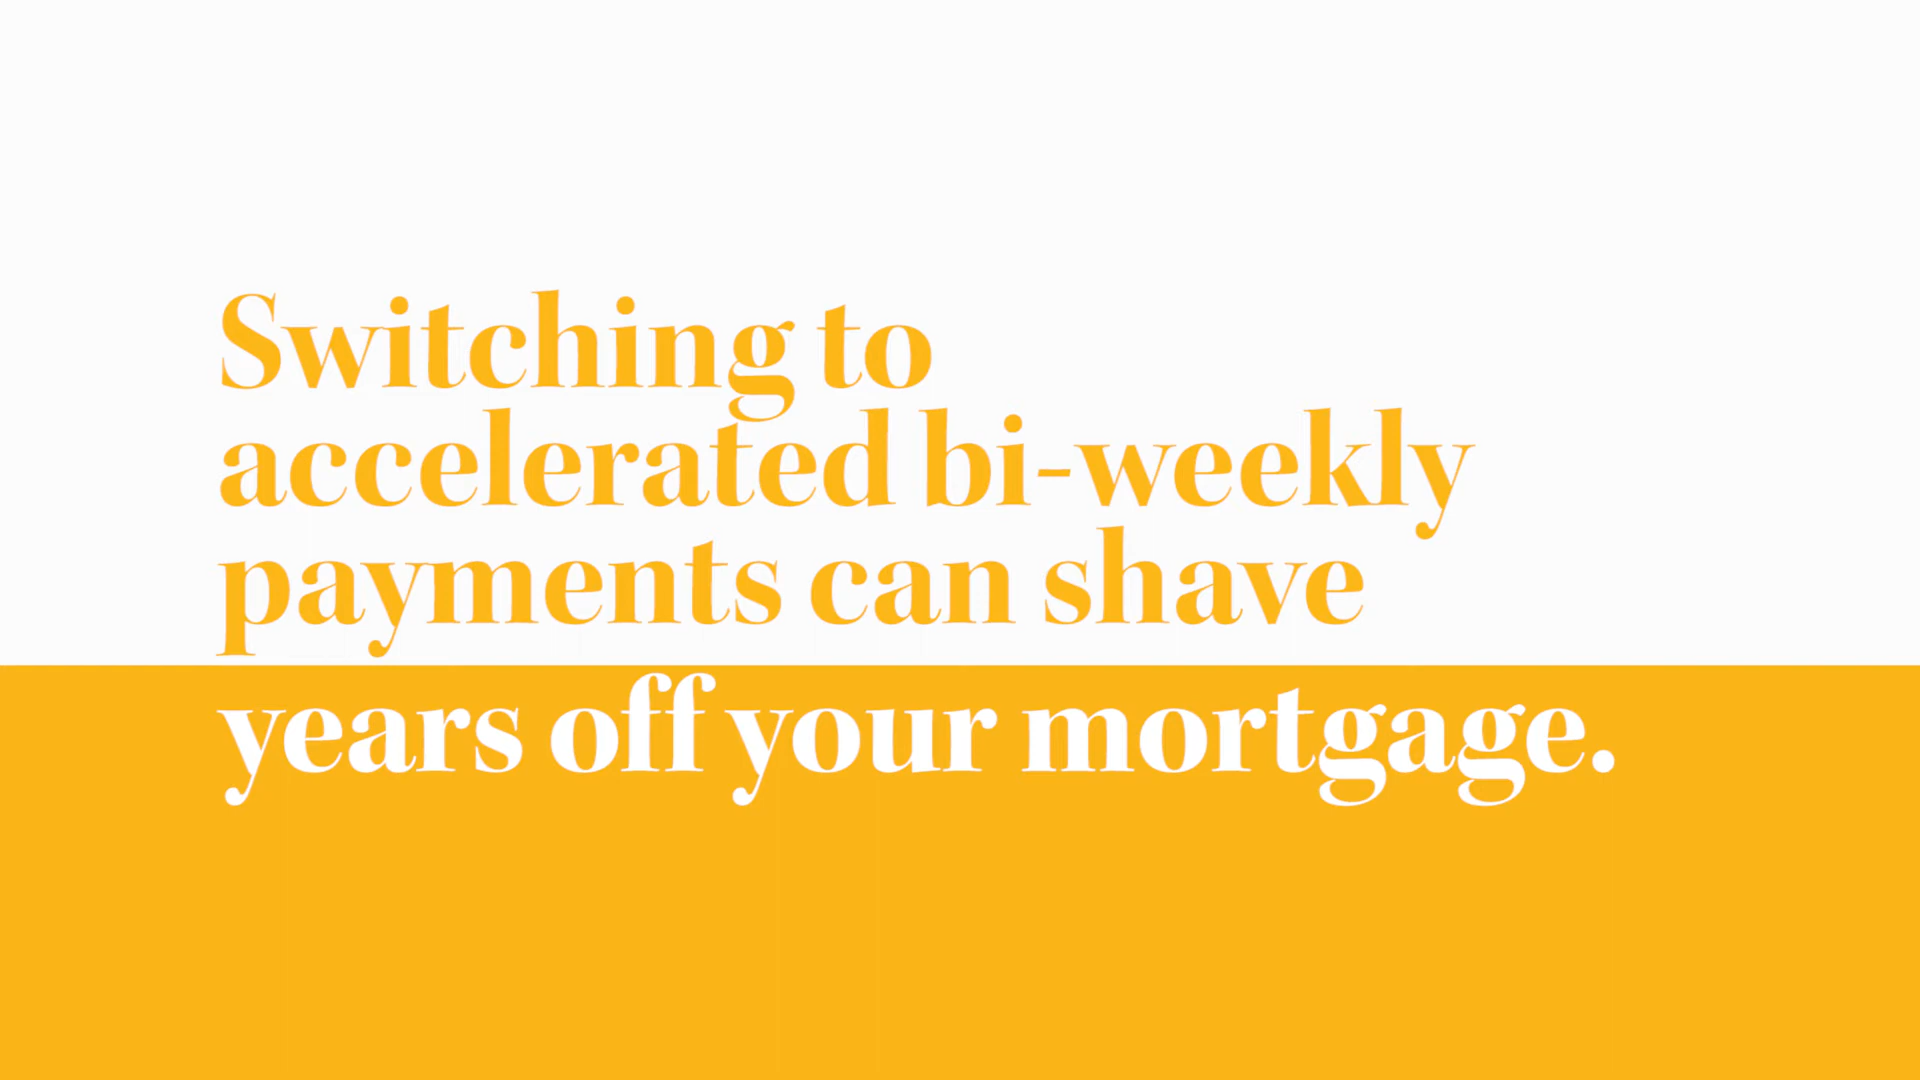 Switching to
accelerated bi-weekly
payments can shave
years off your mortgage.